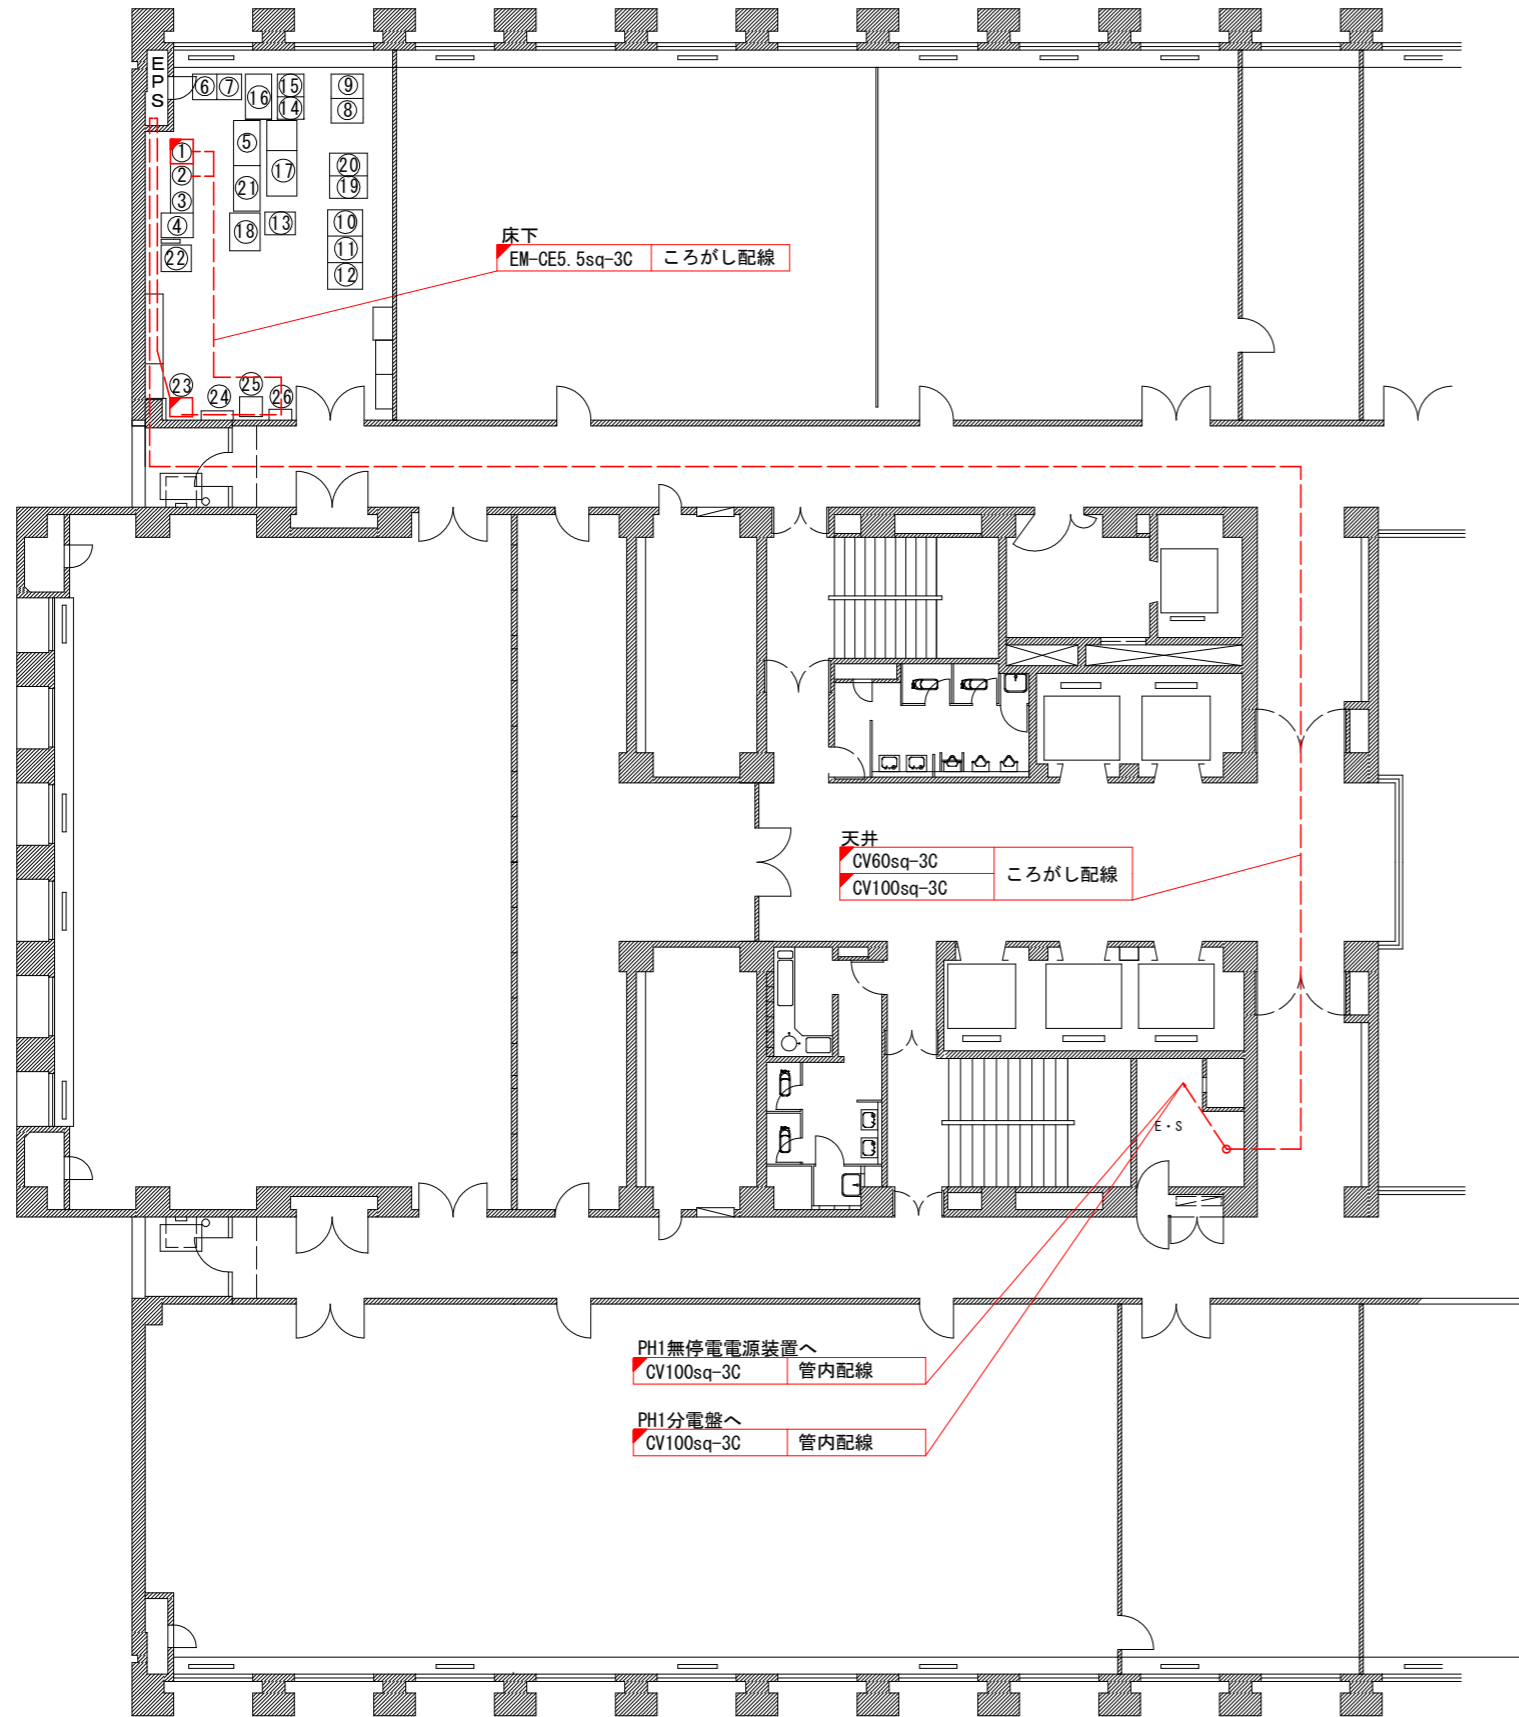 EPS
⑥ ⑦ ⑯ ⑮ ⑨
⑭ ⑧
① ⑤
② ⑰ ⑳
③ ㉑ ⑲
④ ⑱ ⑬ ⑩
㉒ ⑪
⑫
床下
EM-CE5.5sq-3C ころがし配線
㉓ ㉔ ㉕ ㉖
天井
CV60sq-3C
ころがし配線
CV100sq-3C
E・S
PH1無停電電源装置へ
CV100sq-3C 管内配線
PH1分電盤へ
CV100sq-3C 管内配線